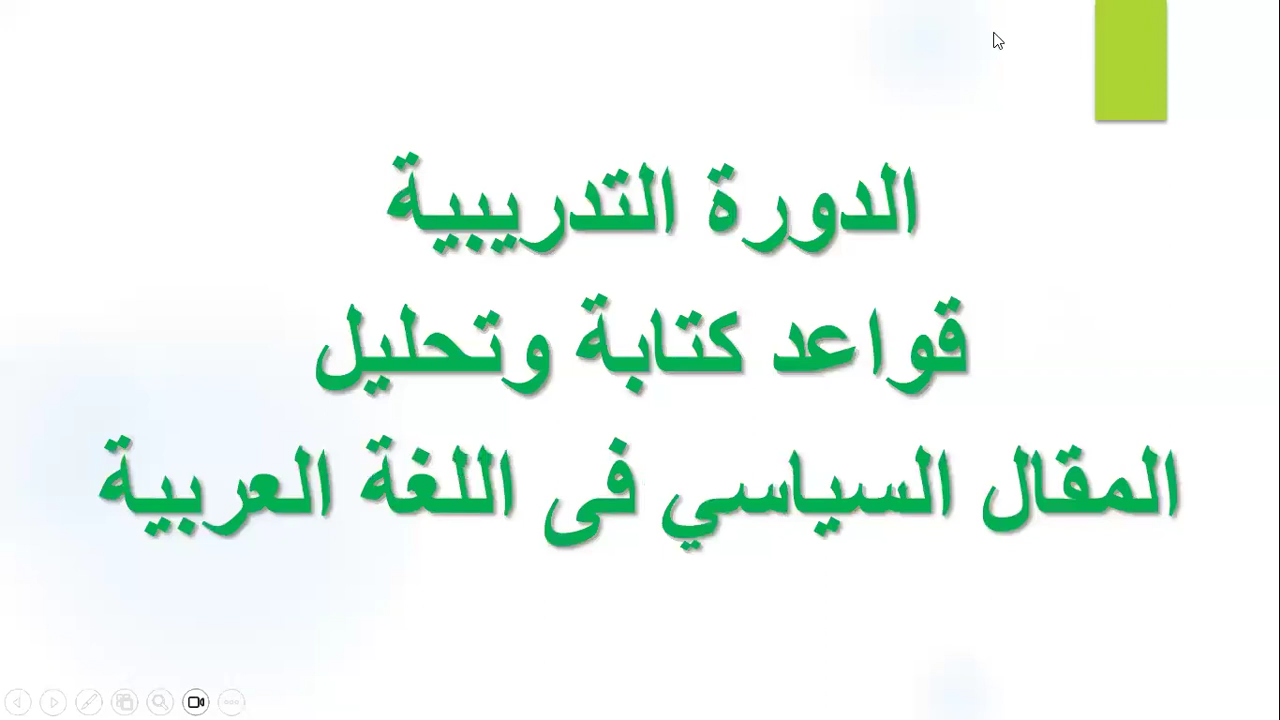 الدورة التدريبية
قواعد كتابة وتحليل
المقال السياسي فى اللغة العربية